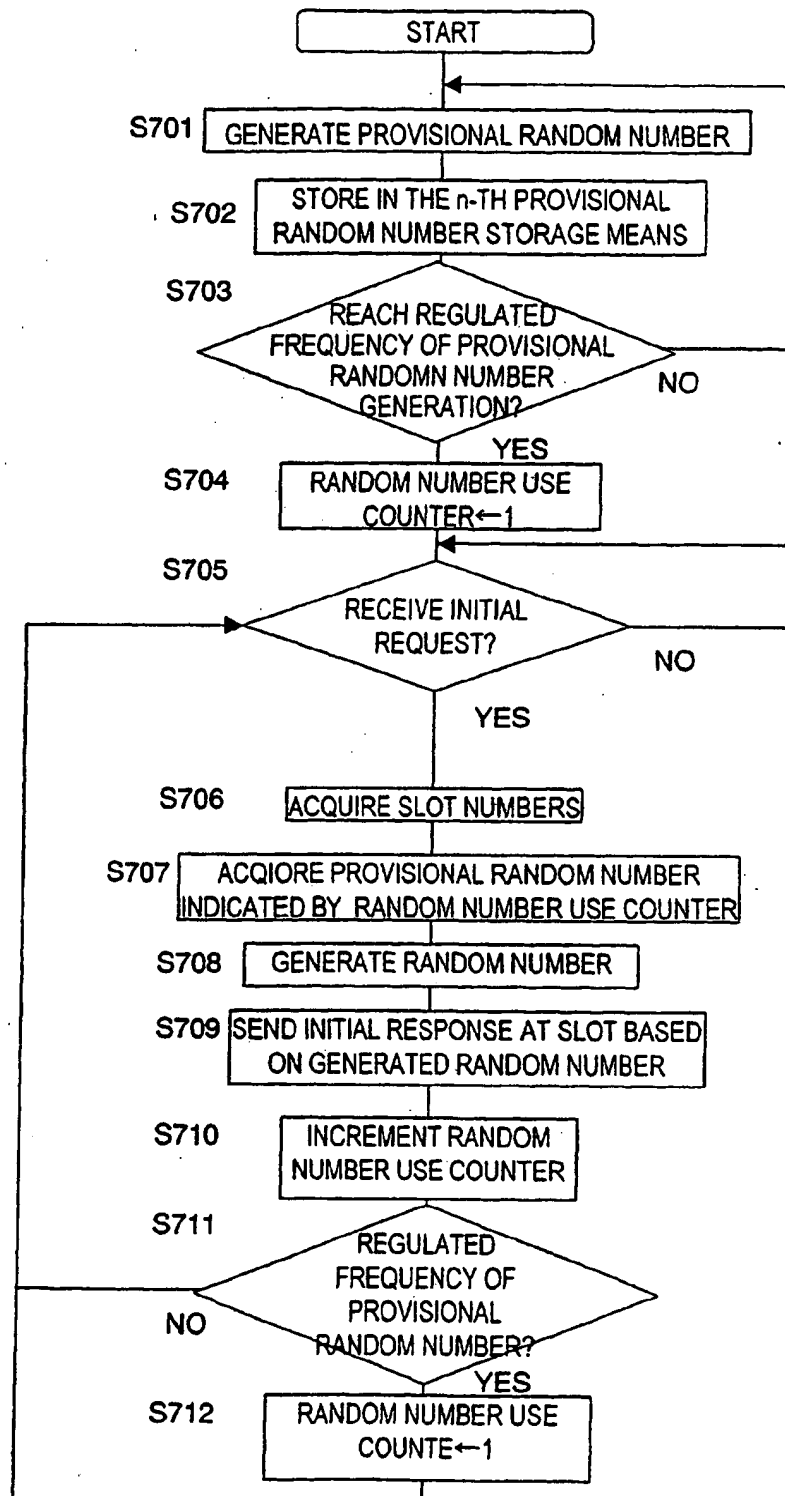 START
S701
GENERATE PROVISIONAL RANDOM NUMBER
S702
STORE IN THE n-TH PROVISIONAL
RANDOM NUMBER STORAGE MEANS
S703
REACH REGULATED
FREQUENCY OF PROVISIONAL
RANDOMN NUMBER
GENERATION?
NO
YES
S704
RANDOM NUMBER USE
COUNTER←1
S705
RECEIVE INITIAL
REQUEST?
NO
YES
S706
ACQUIRE SLOT NUMBERS
S707
ACQIORE PROVISIONAL RANDOM NUMBER
INDICATED BY RANDOM NUMBER USE COUNTER
S708
GENERATE RANDOM NUMBER
S709
SEND INITIAL RESPONSE AT SLOT BASED
ON GENERATED RANDOM NUMBER
S710
INCREMENT RANDOM
NUMBER USE COUNTER
S711
REGULATED
FREQUENCY OF
PROVISIONAL
RANDOM NUMBER?
NO
YES
S712
RANDOM NUMBER USE
COUNTE←1